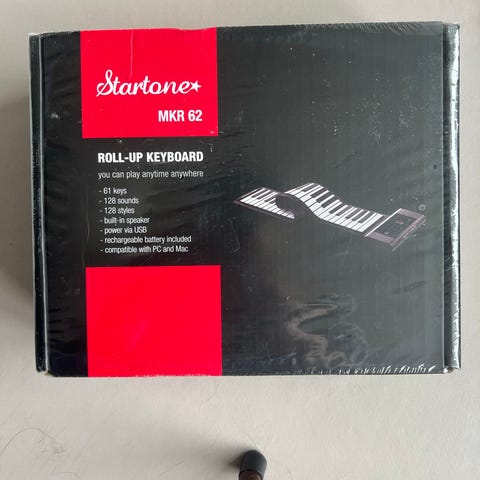 Startone
MKR 62
ROLL-UP KEYBOARD
you can play anytime anywhere
- 61 keys
- 128 sounds
- 128 styles
- built-in speaker
- power via USB
- rechargeable battery included
- compatible with PC and Mac